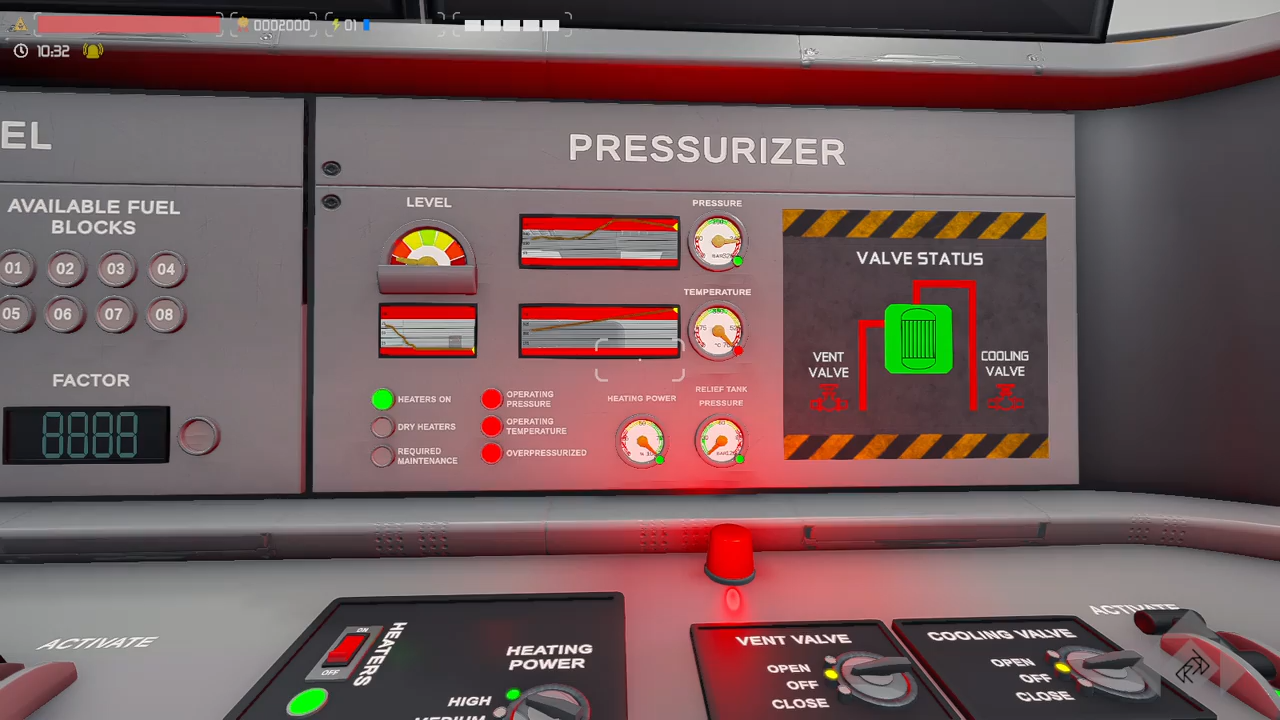 0002000
01
10:32
EL
PRESSURIZER
AVAILABLE FUEL
BLOCKS
01 02 03 04
05 06 07 08
FACTOR
8888
LEVEL
PRESSURE
TEMPERATURE
HEATERS ON
DRY HEATERS
REQUIRED
MAINTENANCE
OPERATING
PRESSURE
OPERATING
TEMPERATURE
OVERPRESSURIZED
HEATING POWER
RELIEF TANK
PRESSURE
VALVE STATUS
VENT
VALVE
COOLING
VALVE
ACTIVATE
ON
OFF
HEATERS
HEATING
POWER
HIGH
MEDIUM
VENT VALVE
OPEN
OFF
CLOSE
COOLING VALVE
OPEN
OFF
CLOSE
ACTIVATE